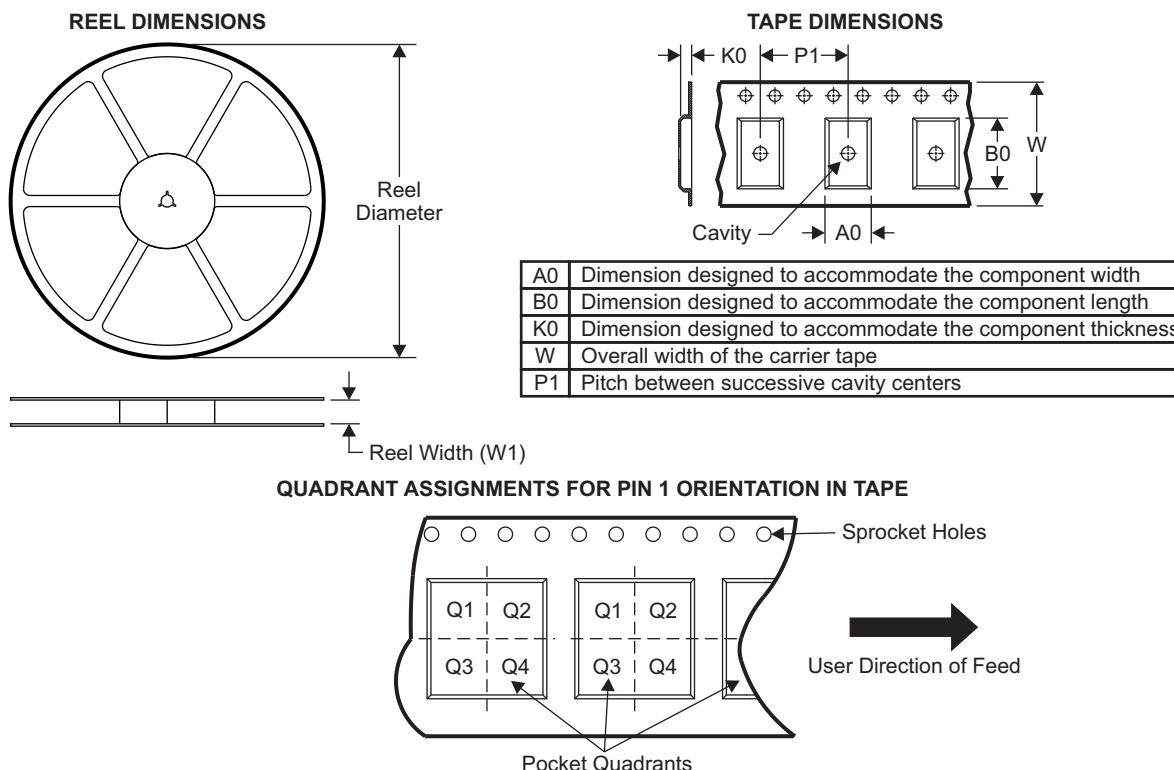 REEL DIMENSIONS
Reel
Diameter
Reel Width (W1)
TAPE DIMENSIONS
K0
P1
B0
W
Cavity
A0
A0 Dimension designed to accommodate the component width
B0 Dimension designed to accommodate the component length
K0 Dimension designed to accommodate the component thickness
W Overall width of the carrier tape
P1 Pitch between successive cavity centers
QUADRANT ASSIGNMENTS FOR PIN 1 ORIENTATION IN TAPE
Sprocket Holes
Q1 Q2 Q1 Q2
Q3 Q4 Q3 Q4
User Direction of Feed
Pocket Quadrants